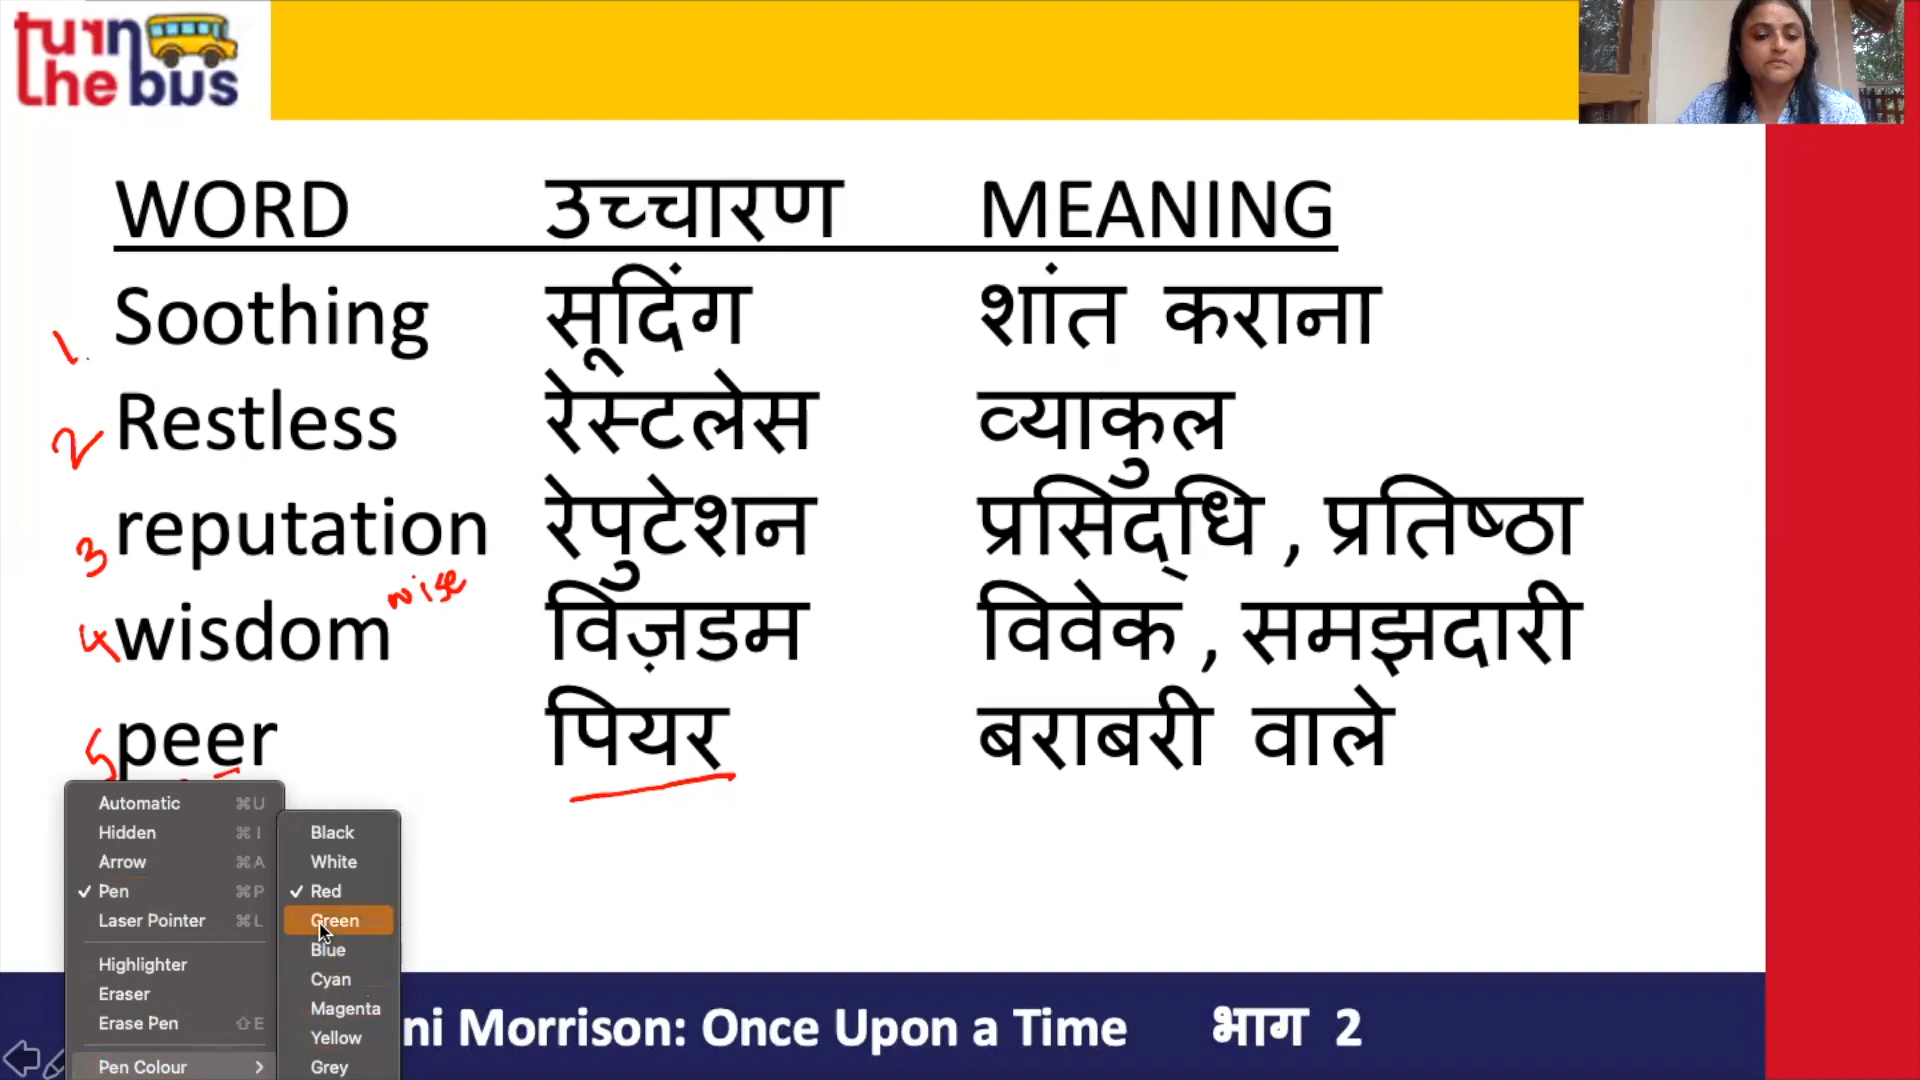 turn
the bus
WORD उच्चारण MEANING
1. Soothing सूदिंग शांत कराना
2 Restless रेस्टलेस व्याकुल
3 reputation रेपुटेशन प्रसिद्धि , प्रतिष्ठा
wise
4 wisdom विज़डम विवेक , समझदारी
5 peer पियर बराबरी वाले
Automatic ⌘U
Hidden ⌘I
Arrow ⌘A
✓ Pen ⌘P
Laser Pointer ⌘L
Highlighter
Eraser
Erase Pen ⇧E
Pen Colour >
Black
White
✓ Red
Green
Blue
Cyan
Magenta
Yellow
Grey
ni Morrison: Once Upon a Time भाग 2